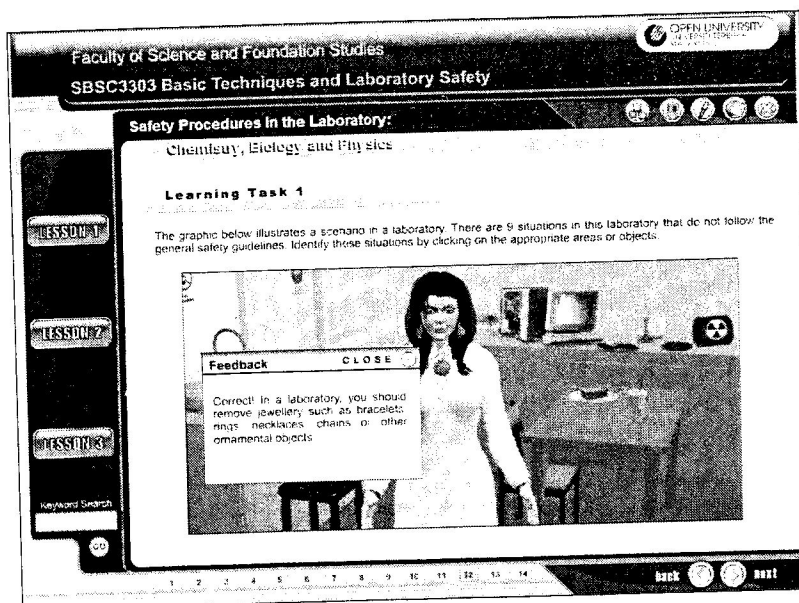 OPEN UNIVERSITY
Faculty of Science and Foundation Studies
SBSC3303 Basic Techniques and Laboratory Safety
Safety Procedures in the Laboratory:
Chemistry, Biology and Physics
Learning Task 1
The graphic below illustrates a scenario in a laboratory. There are 9 situations in this laboratory that do not follow the
general safety guidelines. Identify these situations by clicking on the appropriate areas or objects.
LESSON 1
LESSON 2
LESSON 3
Feedback CLOSE
Correct! In a laboratory, you should
remove jewellery such as bracelets
rings necklaces chains or other
ornamental objects
Keyword Search
GO
1 2 3 4 5 6 7 8 9 10 11 12 13 14
back next